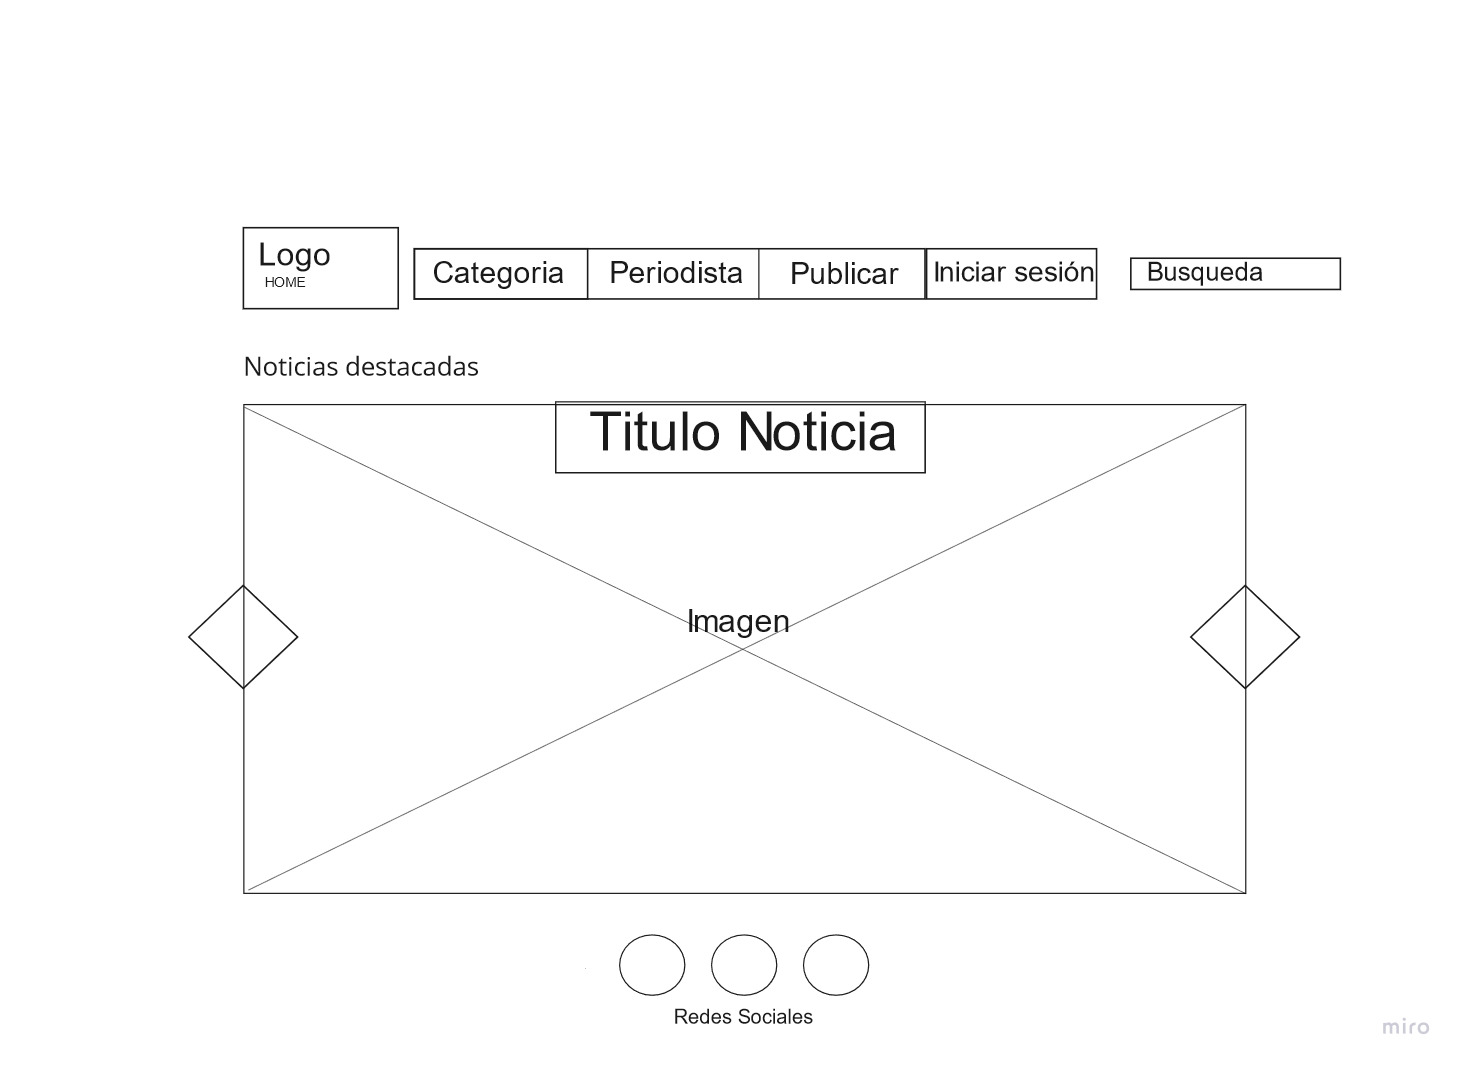 Logo
HOME
Categoria
Periodista
Publicar
Iniciar sesión
Busqueda
Noticias destacadas
Titulo Noticia
Imagen
Redes Sociales
miro